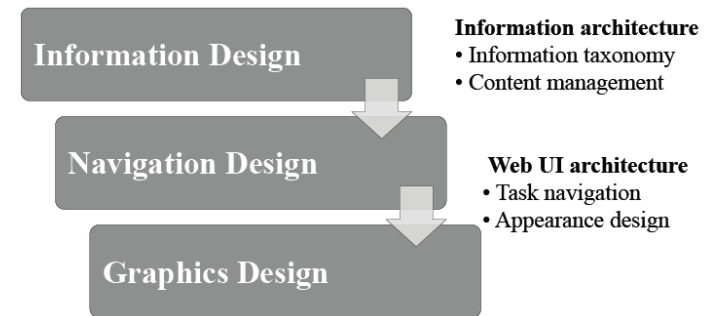 Information Design
Information architecture
• Information taxonomy
• Content management
Navigation Design
Web UI architecture
• Task navigation
• Appearance design
Graphics Design